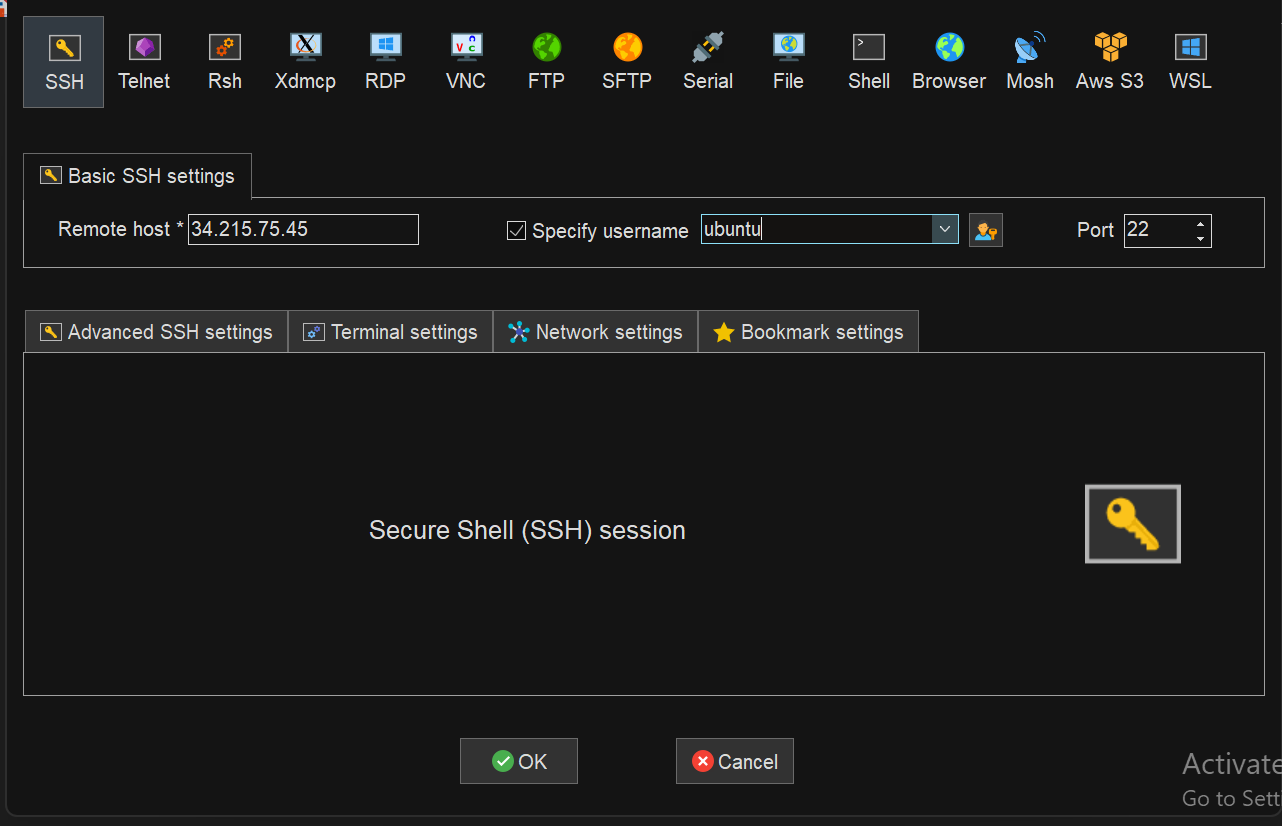 SSH Telnet Rsh Xdmcp RDP VNC FTP SFTP Serial File Shell Browser Mosh Aws S3 WSL
Basic SSH settings
Remote host * 34.215.75.45 Specify username ubuntu Port 22
Advanced SSH settings Terminal settings Network settings Bookmark settings
Secure Shell (SSH) session
OK Cancel
Activate
Go to Sett